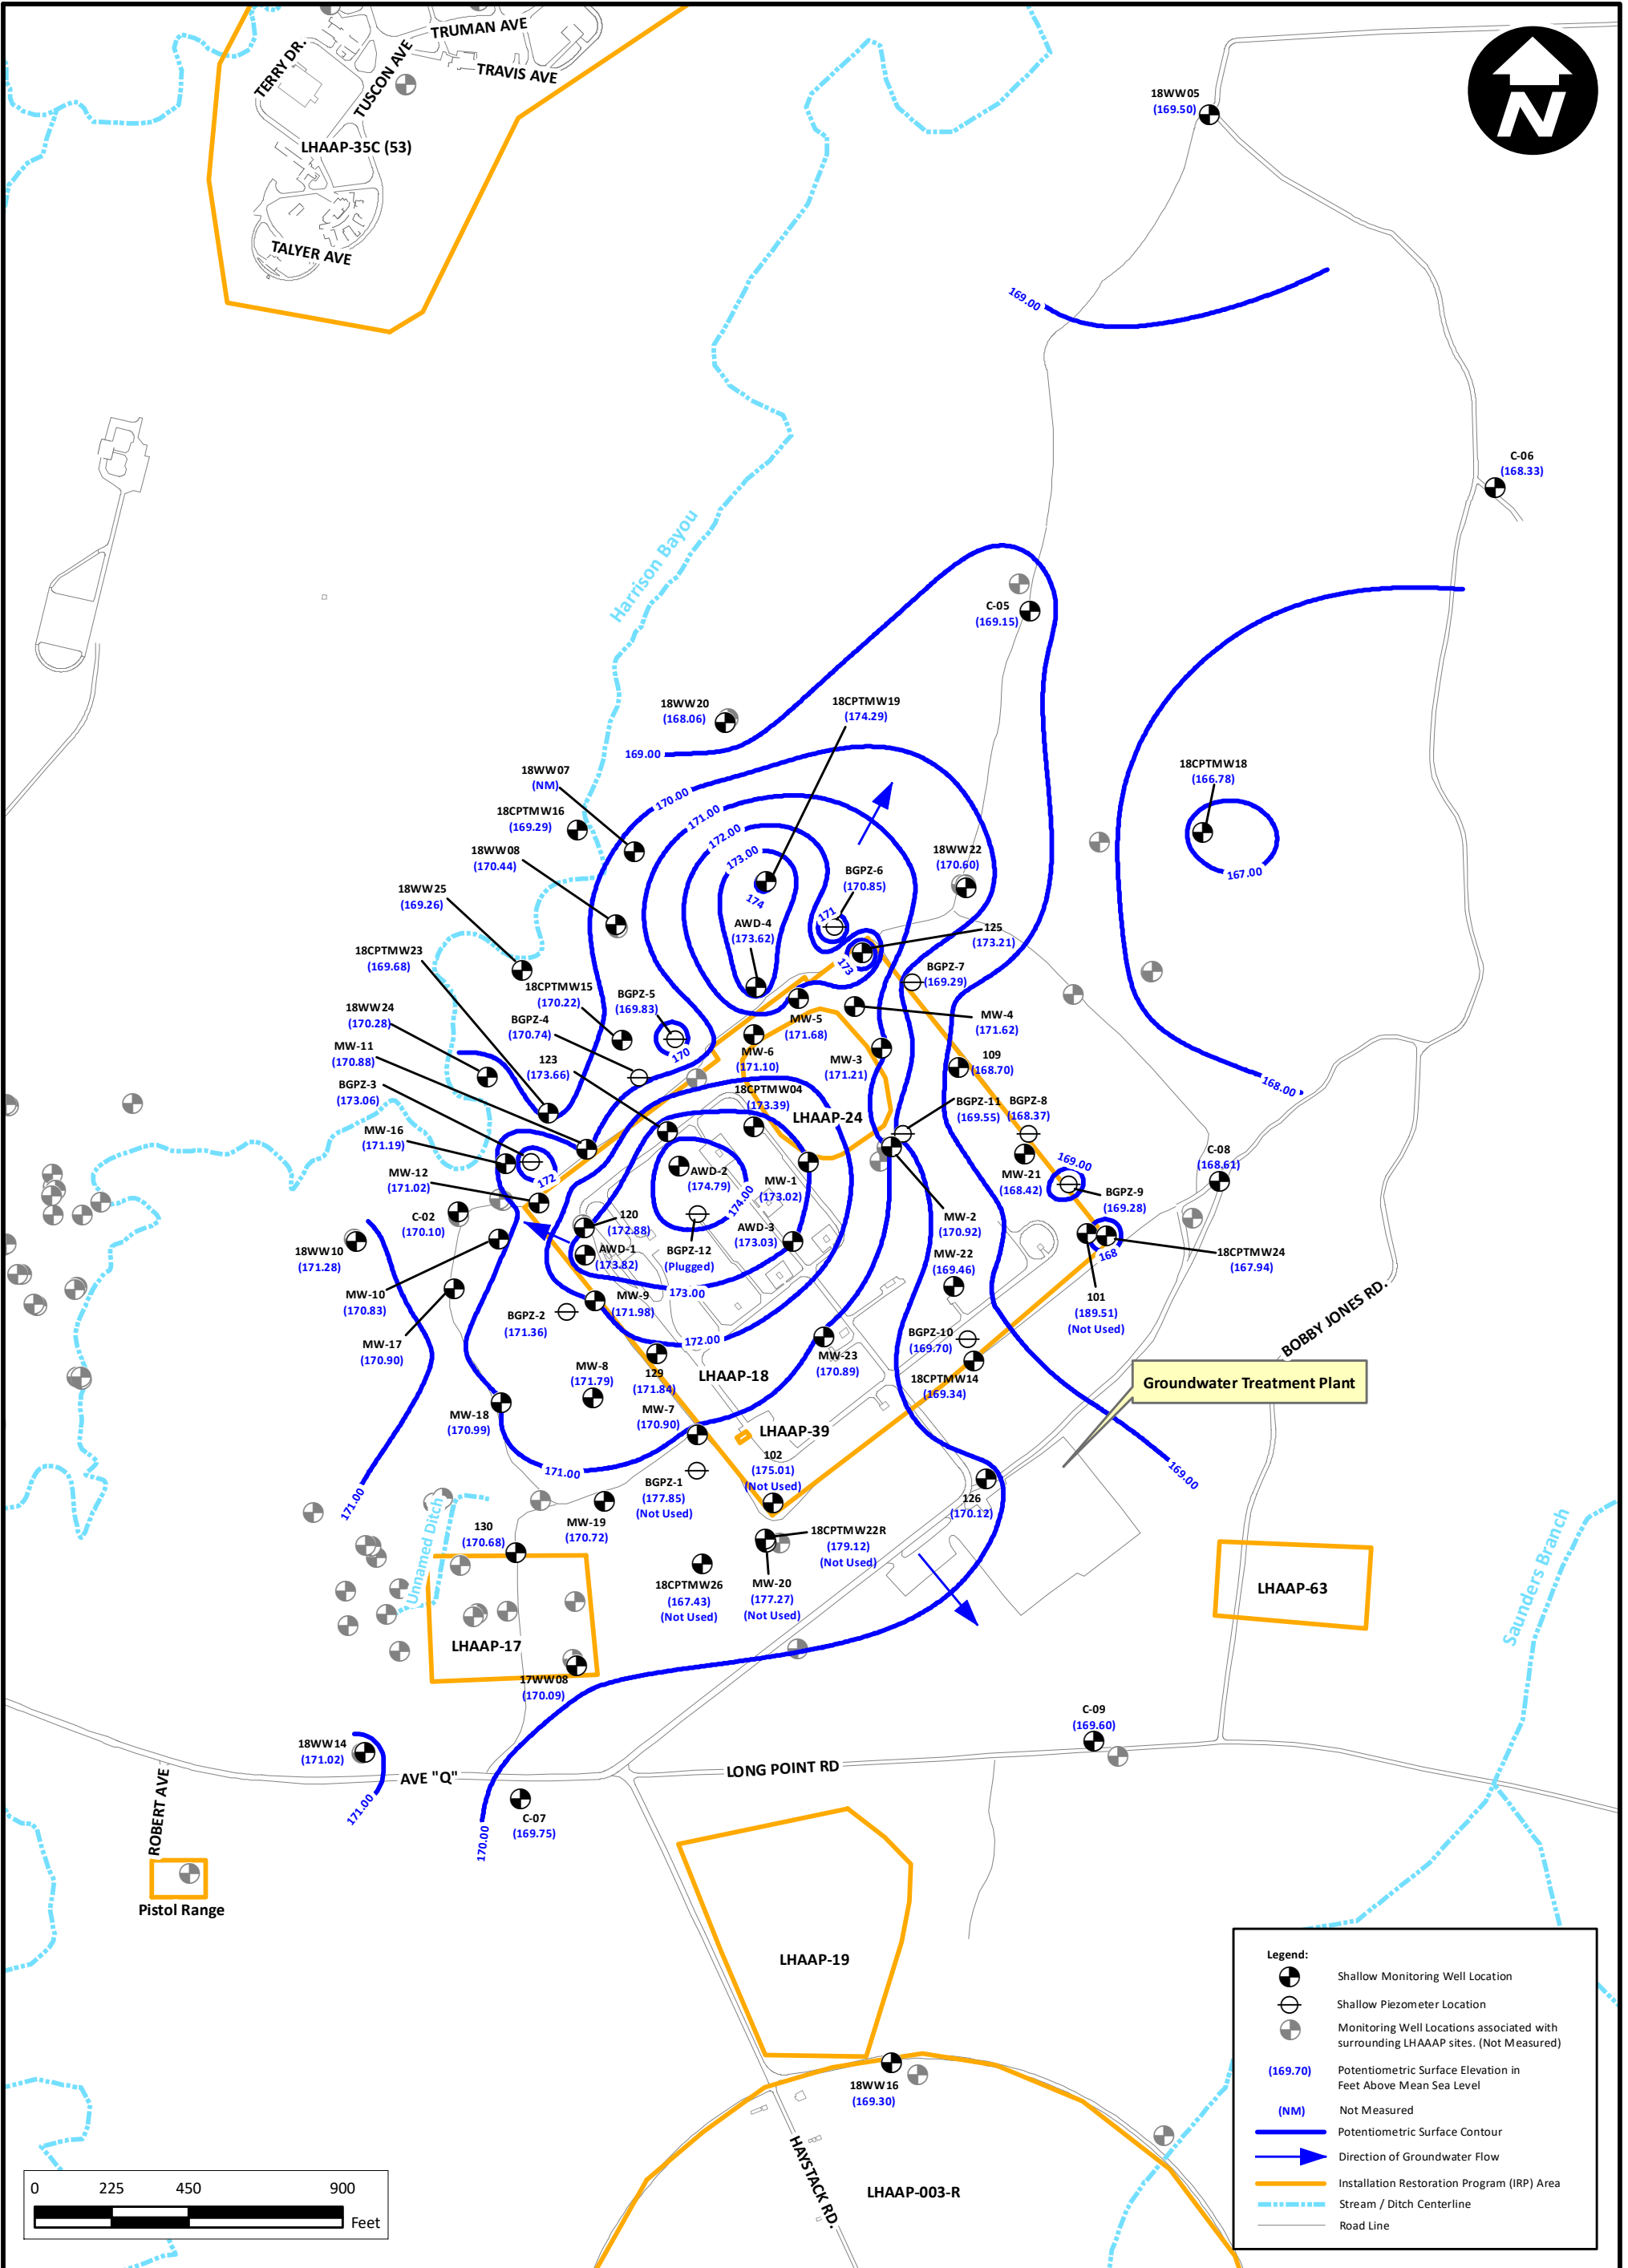 TRUMAN AVE
TERRY DR.
TUSCON AVE
TRAVIS AVE
LHAAP-35C (53)
TALYER AVE
N
18WW05
(169.50)
169.00
C-06
(168.33)
Harrison Bayou
C-05
(169.15)
18WW20
(168.06)
18CPTMW19
(174.29)
169.00
18WW07
(NM)
18CPTMW16
(169.29)
170.00
171.00
172.00
173.00
174
18CPTMW18
(166.78)
167.00
18WW08
(170.44)
BGPZ-6
(170.85)
171
18WW22
(170.60)
18WW25
(169.26)
AWD-4
(173.62)
125
(173.21)
173
18CPTMW23
(169.68)
BGPZ-7
(169.29)
18CPTMW15
(170.22)
BGPZ-5
(169.83)
170
18WW24
(170.28)
BGPZ-4
(170.74)
MW-5
(171.68)
MW-4
(171.62)
MW-11
(170.88)
123
(173.66)
MW-6
(171.10)
MW-3
(171.21)
109
(168.70)
168.00
BGPZ-3
(173.06)
18CPTMW04
(173.39)
LHAAP-24
BGPZ-11
(169.55)
BGPZ-8
(168.37)
MW-16
(171.19)
172
MW-12
(171.02)
AWD-2
(174.79)
174.00
MW-1
(173.02)
MW-21
(168.42)
169.00
BGPZ-9
(169.28)
C-08
(168.61)
C-02
(170.10)
120
(172.88)
AWD-1
(173.82)
BGPZ-12
(Plugged)
AWD-3
(173.03)
MW-2
(170.92)
18WW10
(171.28)
MW-22
(169.46)
168
18CPTMW24
(167.94)
MW-10
(170.83)
173.00
MW-9
(171.98)
BGPZ-2
(171.36)
172.00
101
(189.51)
(Not Used)
MW-17
(170.90)
MW-23
(170.89)
BGPZ-10
(169.70)
18CPTMW14
(169.34)
BOBBY JONES RD.
Groundwater Treatment Plant
MW-8
(171.79)
129
(171.84)
LHAAP-18
MW-18
(170.99)
MW-7
(170.90)
LHAAP-39
171.00
102
(175.01)
(Not Used)
BGPZ-1
(177.85)
(Not Used)
169.00
171.00
Unnamed Ditch
MW-19
(170.72)
126
(170.12)
130
(170.68)
18CPTMW22R
(179.12)
(Not Used)
18CPTMW26
(167.43)
(Not Used)
MW-20
(177.27)
(Not Used)
LHAAP-63
Saunders Branch
LHAAP-17
17WW08
(170.09)
C-09
(169.60)
18WW14
(171.02)
171.00
AVE "Q"
LONG POINT RD
ROBERT AVE
C-07
(169.75)
170.00
Pistol Range
LHAAP-19
18WW16
(169.30)
HAYSTACK RD.
LHAAP-003-R
0 225 450 900
Feet
Legend:
Shallow Monitoring Well Location
Shallow Piezometer Location
Monitoring Well Locations associated with
surrounding LHAAAP sites. (Not Measured)
(169.70) Potentiometric Surface Elevation in
Feet Above Mean Sea Level
(NM) Not Measured
Potentiometric Surface Contour
Direction of Groundwater Flow
Installation Restoration Program (IRP) Area
Stream / Ditch Centerline
Road Line